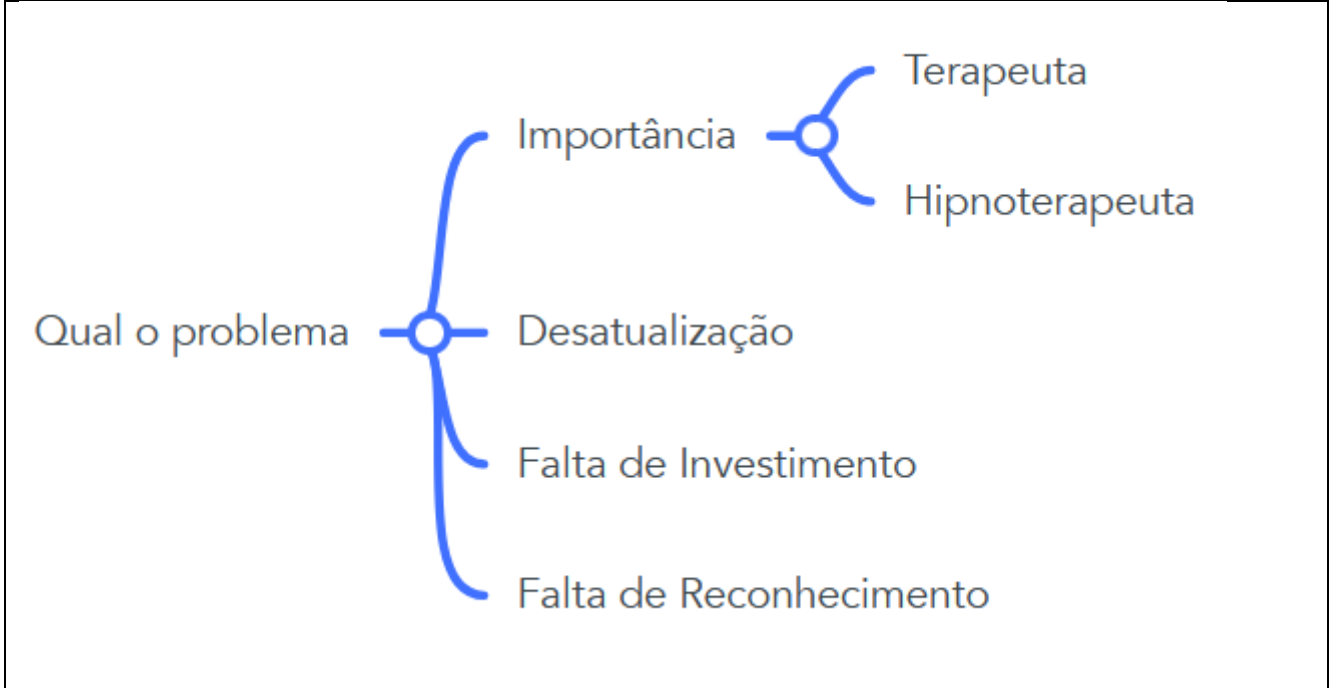 Qual o problema
Importância
Terapeuta
Hipnoterapeuta
Desatualização
Falta de Investimento
Falta de Reconhecimento